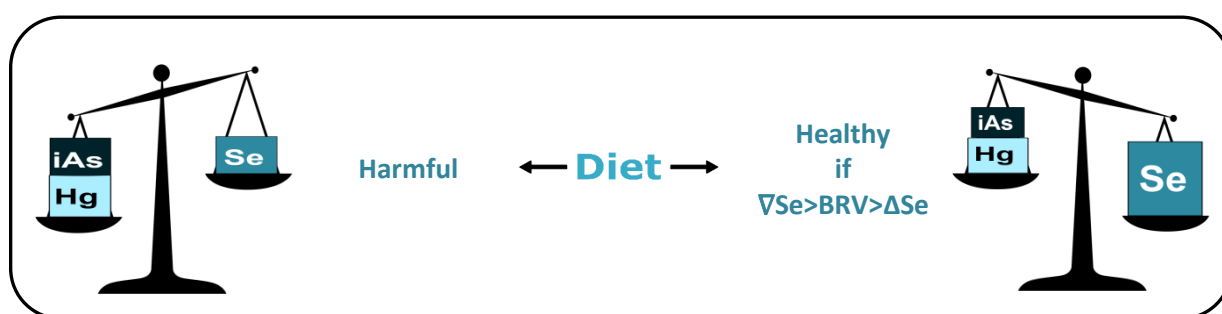 iAs
Hg
Se
Harmful
Diet
Healthy
if
∇Se>BRV>ΔSe
iAs
Hg
Se